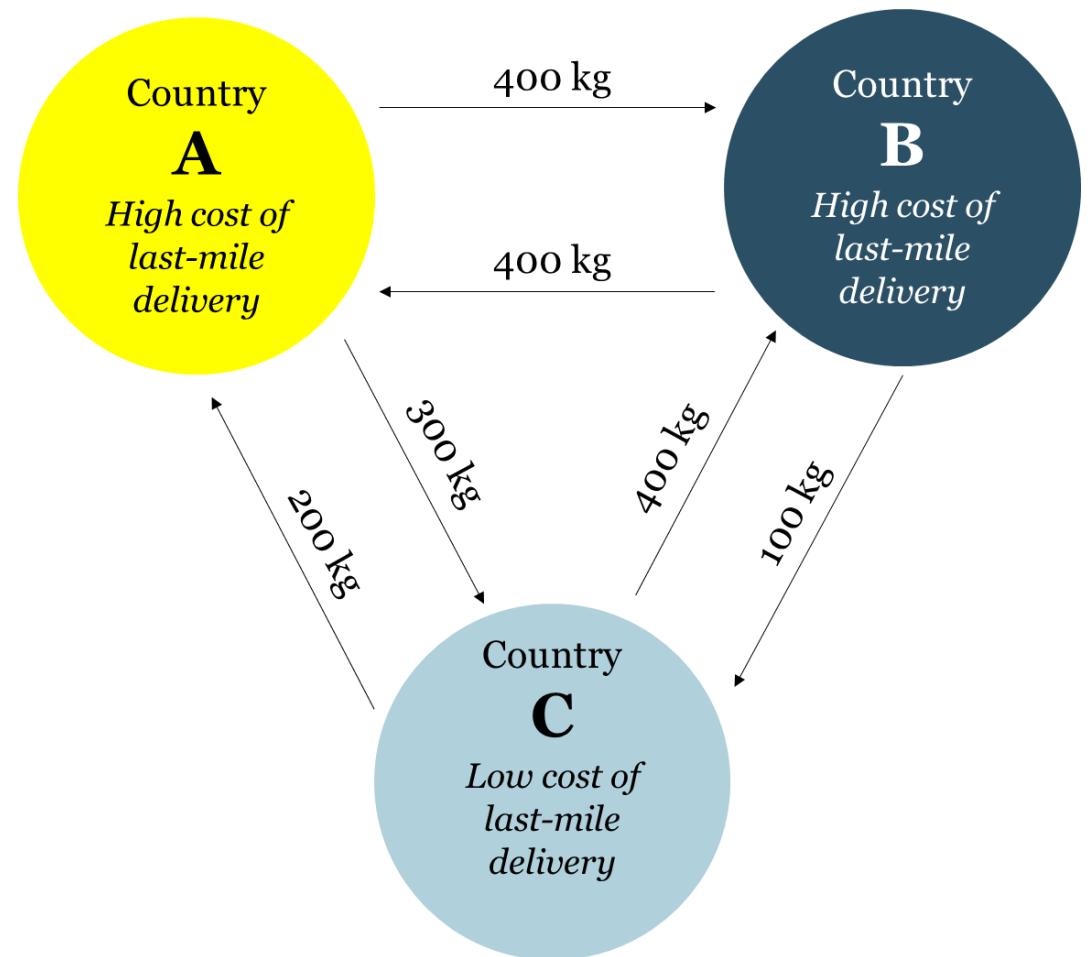 Country
A
High cost of
last-mile
delivery
400 kg
400 kg
Country
B
High cost of
last-mile
delivery
300 kg
200 kg
400 kg
100 kg
Country
C
Low cost of
last-mile
delivery